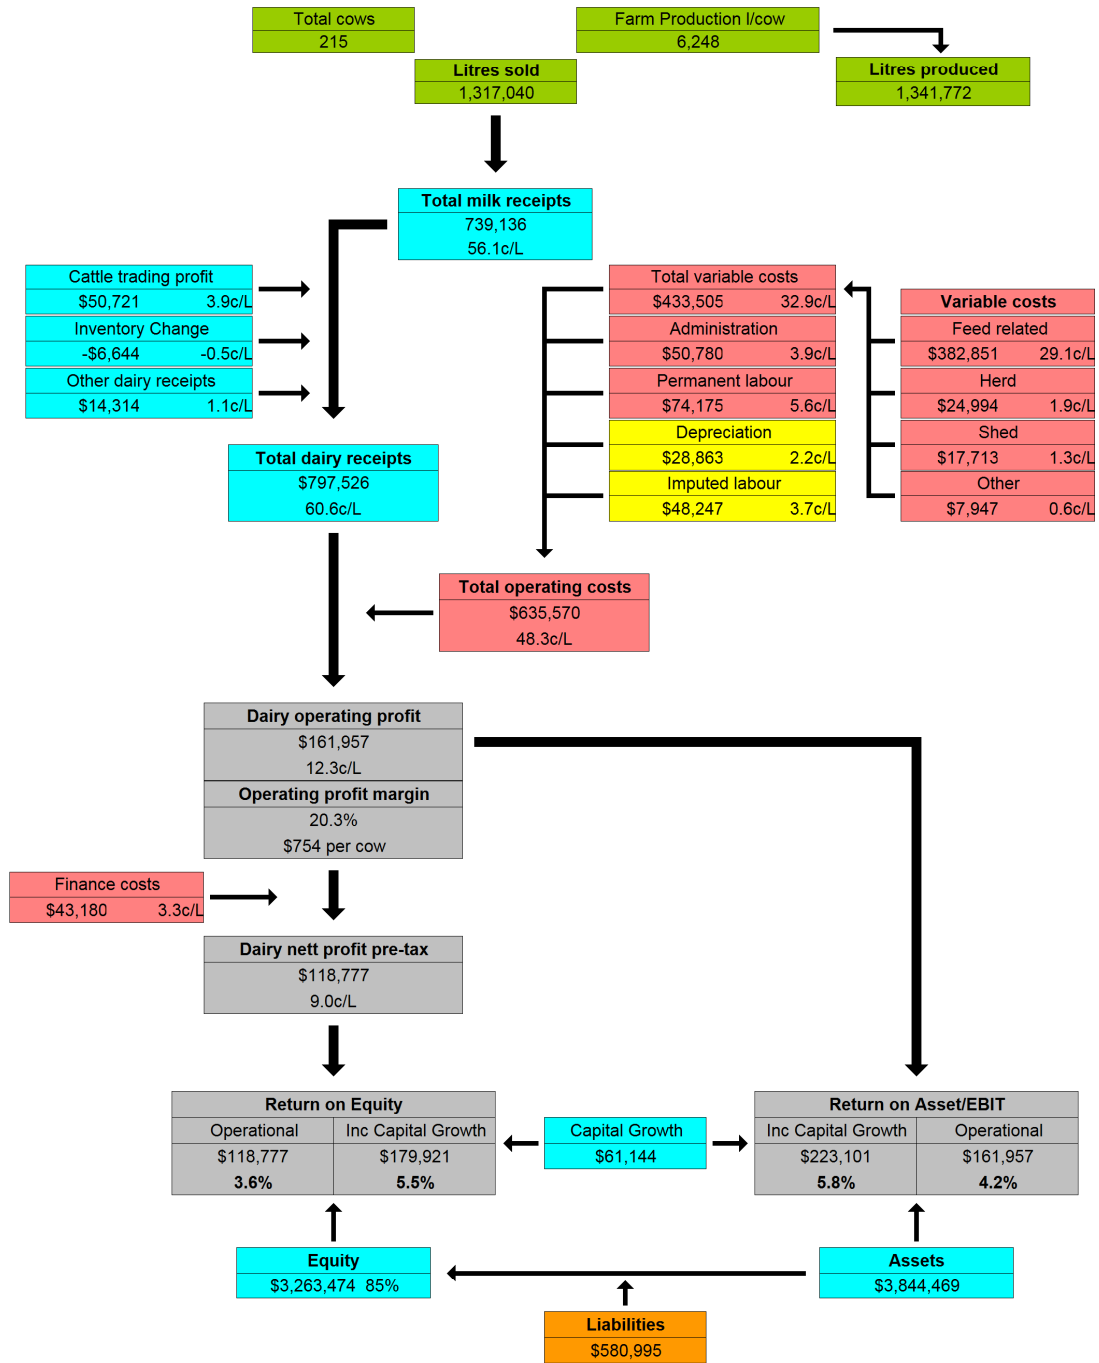 Total cows
215
Farm Production l/cow
6,248
Litres sold
1,317,040
Litres produced
1,341,772
Total milk receipts
739,136
56.1c/L
Cattle trading profit
$50,721 3.9c/L
Inventory Change
-$6,644 -0.5c/L
Other dairy receipts
$14,314 1.1c/L
Total variable costs
$433,505 32.9c/L
Administration
$50,780 3.9c/L
Permanent labour
$74,175 5.6c/L
Depreciation
$28,863 2.2c/L
Imputed labour
$48,247 3.7c/L
Variable costs
Feed related
$382,851 29.1c/L
Herd
$24,994 1.9c/L
Shed
$17,713 1.3c/L
Other
$7,947 0.6c/L
Total dairy receipts
$797,526
60.6c/L
Total operating costs
$635,570
48.3c/L
Dairy operating profit
$161,957
12.3c/L
Operating profit margin
20.3%
$754 per cow
Finance costs
$43,180 3.3c/L
Dairy nett profit pre-tax
$118,777
9.0c/L
Return on Equity
Operational Inc Capital Growth
$118,777 $179,921
3.6% 5.5%
Capital Growth
$61,144
Return on Asset/EBIT
Inc Capital Growth Operational
$223,101 $161,957
5.8% 4.2%
Equity
$3,263,474 85%
Assets
$3,844,469
Liabilities
$580,995